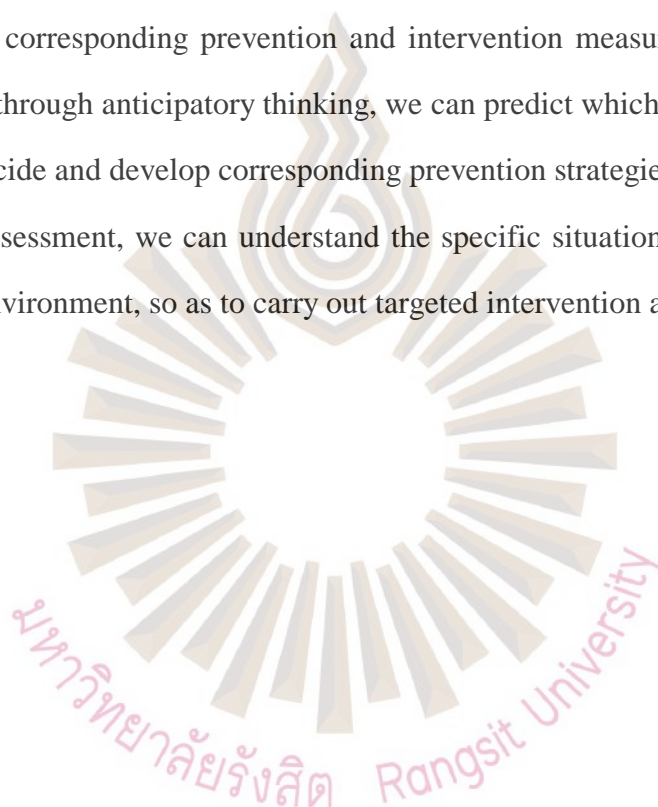 corresponding prevention and intervention measu
through anticipatory thinking, we can predict which
cide and develop corresponding prevention strategie
ssessment, we can understand the specific situation
vironment, so as to carry out targeted intervention a
มหาวิทยาลัยรังสิต Rangsit University